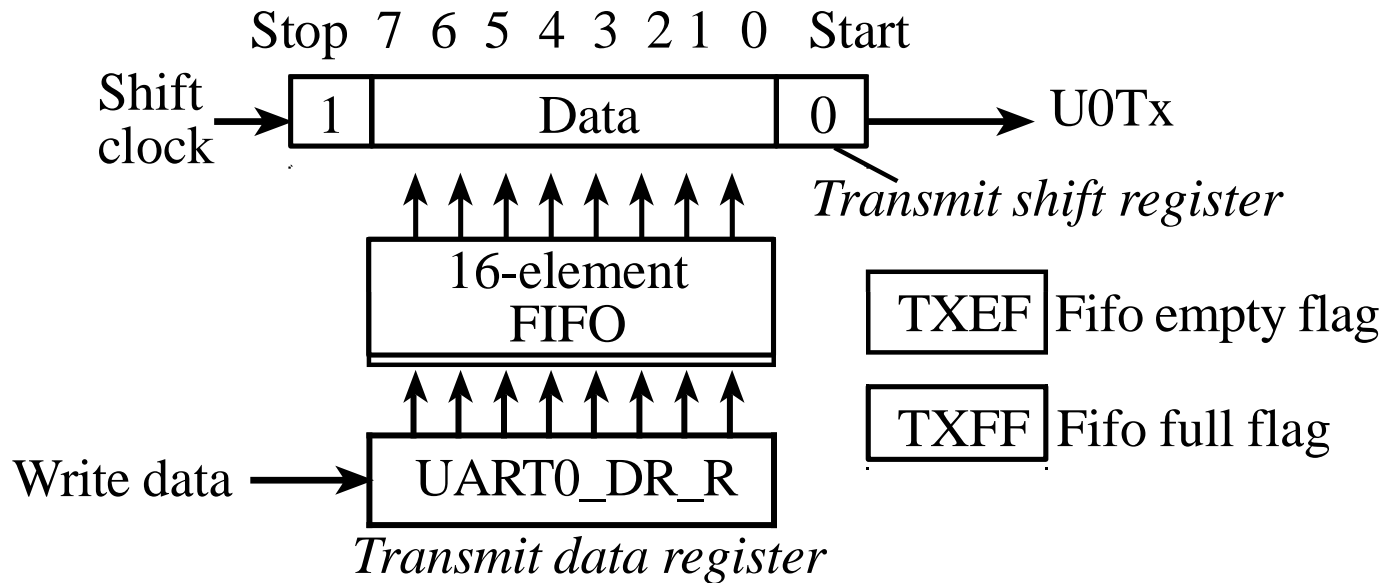 Stop 7 6 5 4 3 2 1 0 Start
Shift
clock
1 Data 0
U0Tx
Transmit shift register
16-element
FIFO
TXEF Fifo empty flag
TXFF Fifo full flag
Write data
UART0_DR_R
Transmit data register